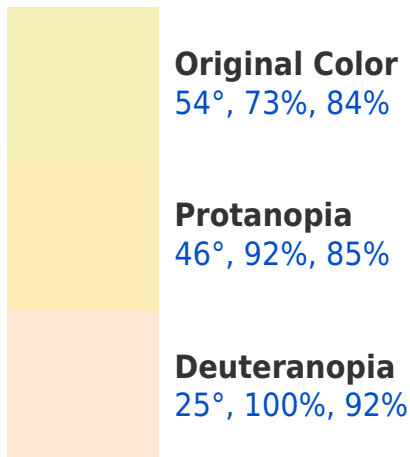 Original Color
54°, 73%, 84%
Protanopia
46°, 92%, 85%
Deuteranopia
25°, 100%, 92%